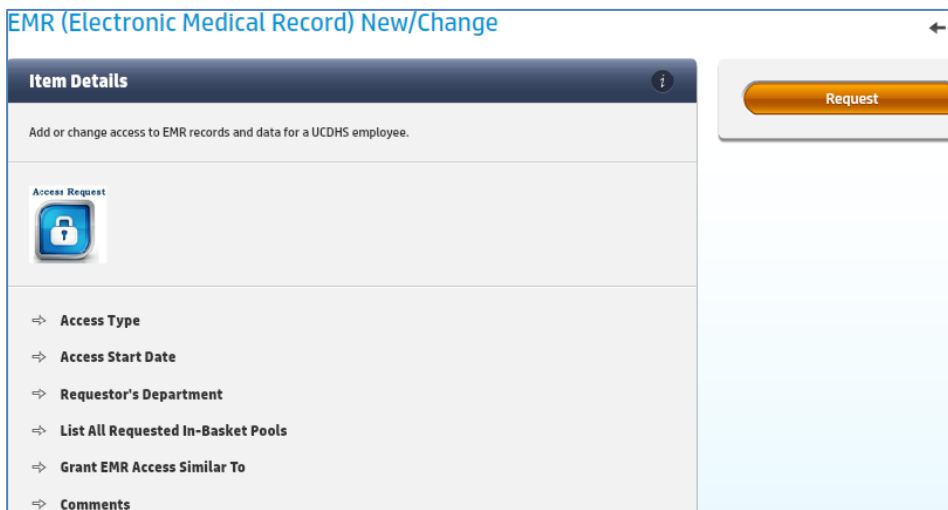 EMR (Electronic Medical Record) New/Change
Item Details
i
Request
Add or change access to EMR records and data for a UCDHS employee.
Access Request
Access Type
Access Start Date
Requestor's Department
List All Requested In-Basket Pools
Grant EMR Access Similar To
Comments